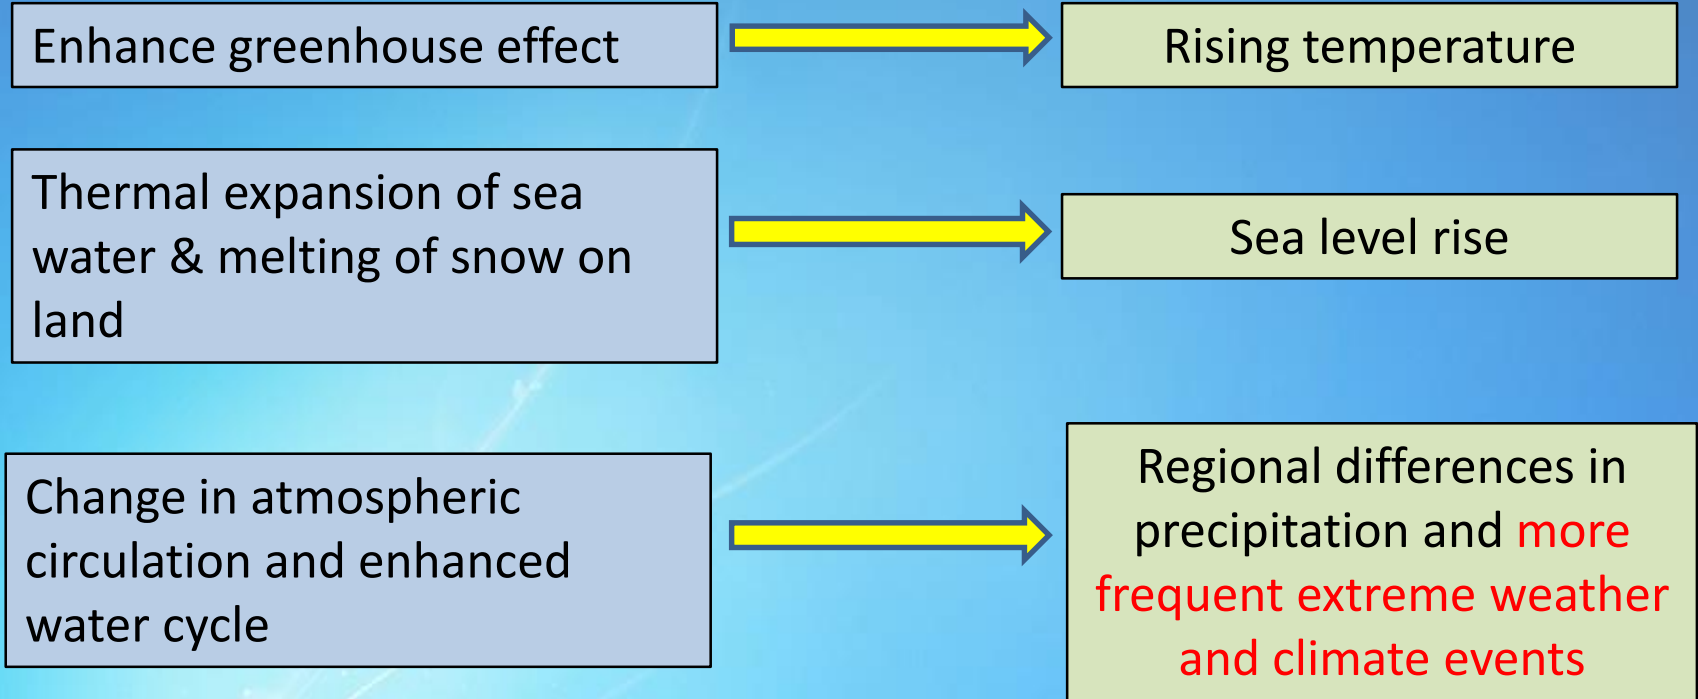 Enhance greenhouse effect
Rising temperature
Thermal expansion of sea
water & melting of snow on
land
Sea level rise
Change in atmospheric
circulation and enhanced
water cycle
Regional differences in
precipitation and more
frequent extreme weather
and climate events